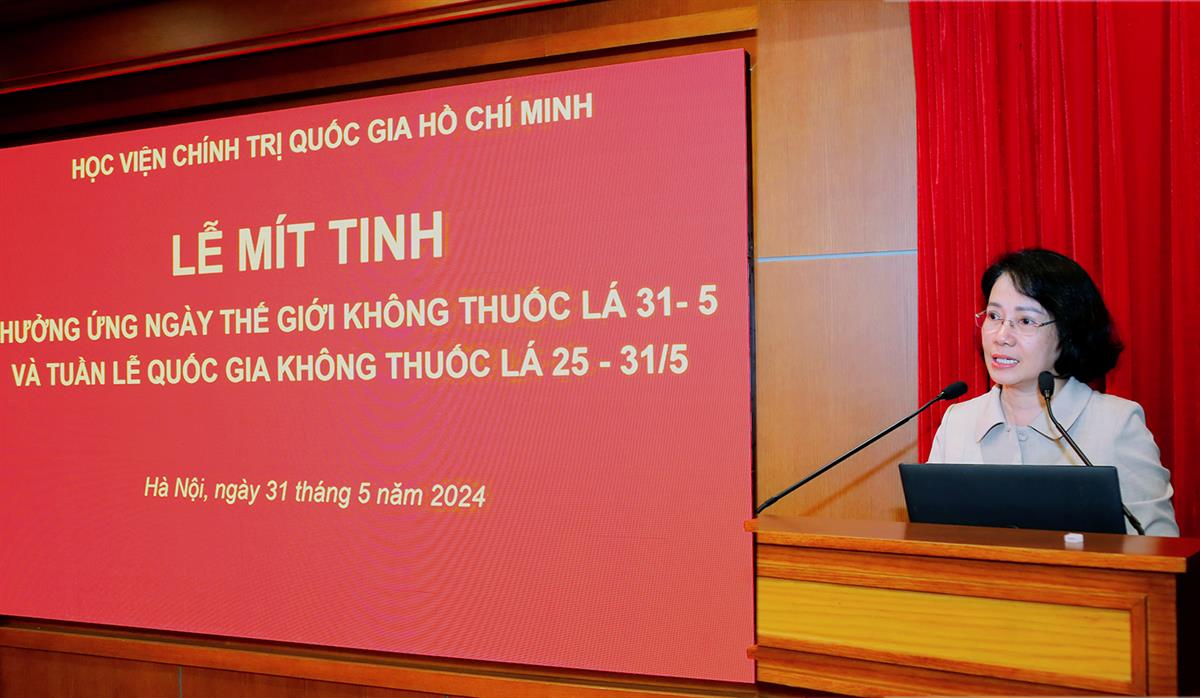 HỌC VIỆN CHÍNH TRỊ QUỐC GIA HỒ CHÍ MINH
LỄ MÍT TINH
HƯỞNG ỨNG NGÀY THẾ GIỚI KHÔNG THUỐC LÁ 31- 5
VÀ TUẦN LỄ QUỐC GIA KHÔNG THUỐC LÁ 25 - 31/5
Hà Nội, ngày 31 tháng 5 năm 2024